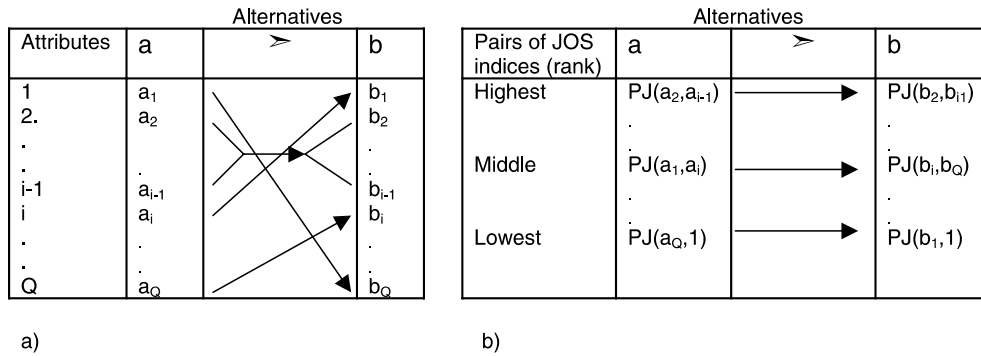 Alternatives
Attributes a ≻ b
1 a1 b1
2. a2 b2
. . .
. . .
i-1 ai-1 bi-1
i ai bi
. . .
. . .
Q aQ bQ
a)
Alternatives
Pairs of JOS indices (rank) a ≻ b
Highest PJ(a2,ai-1) PJ(b2,bi1)
. .
. .
Middle PJ(a1,ai) PJ(bi,bQ)
. .
. .
Lowest PJ(aQ,1) PJ(b1,1)
b)